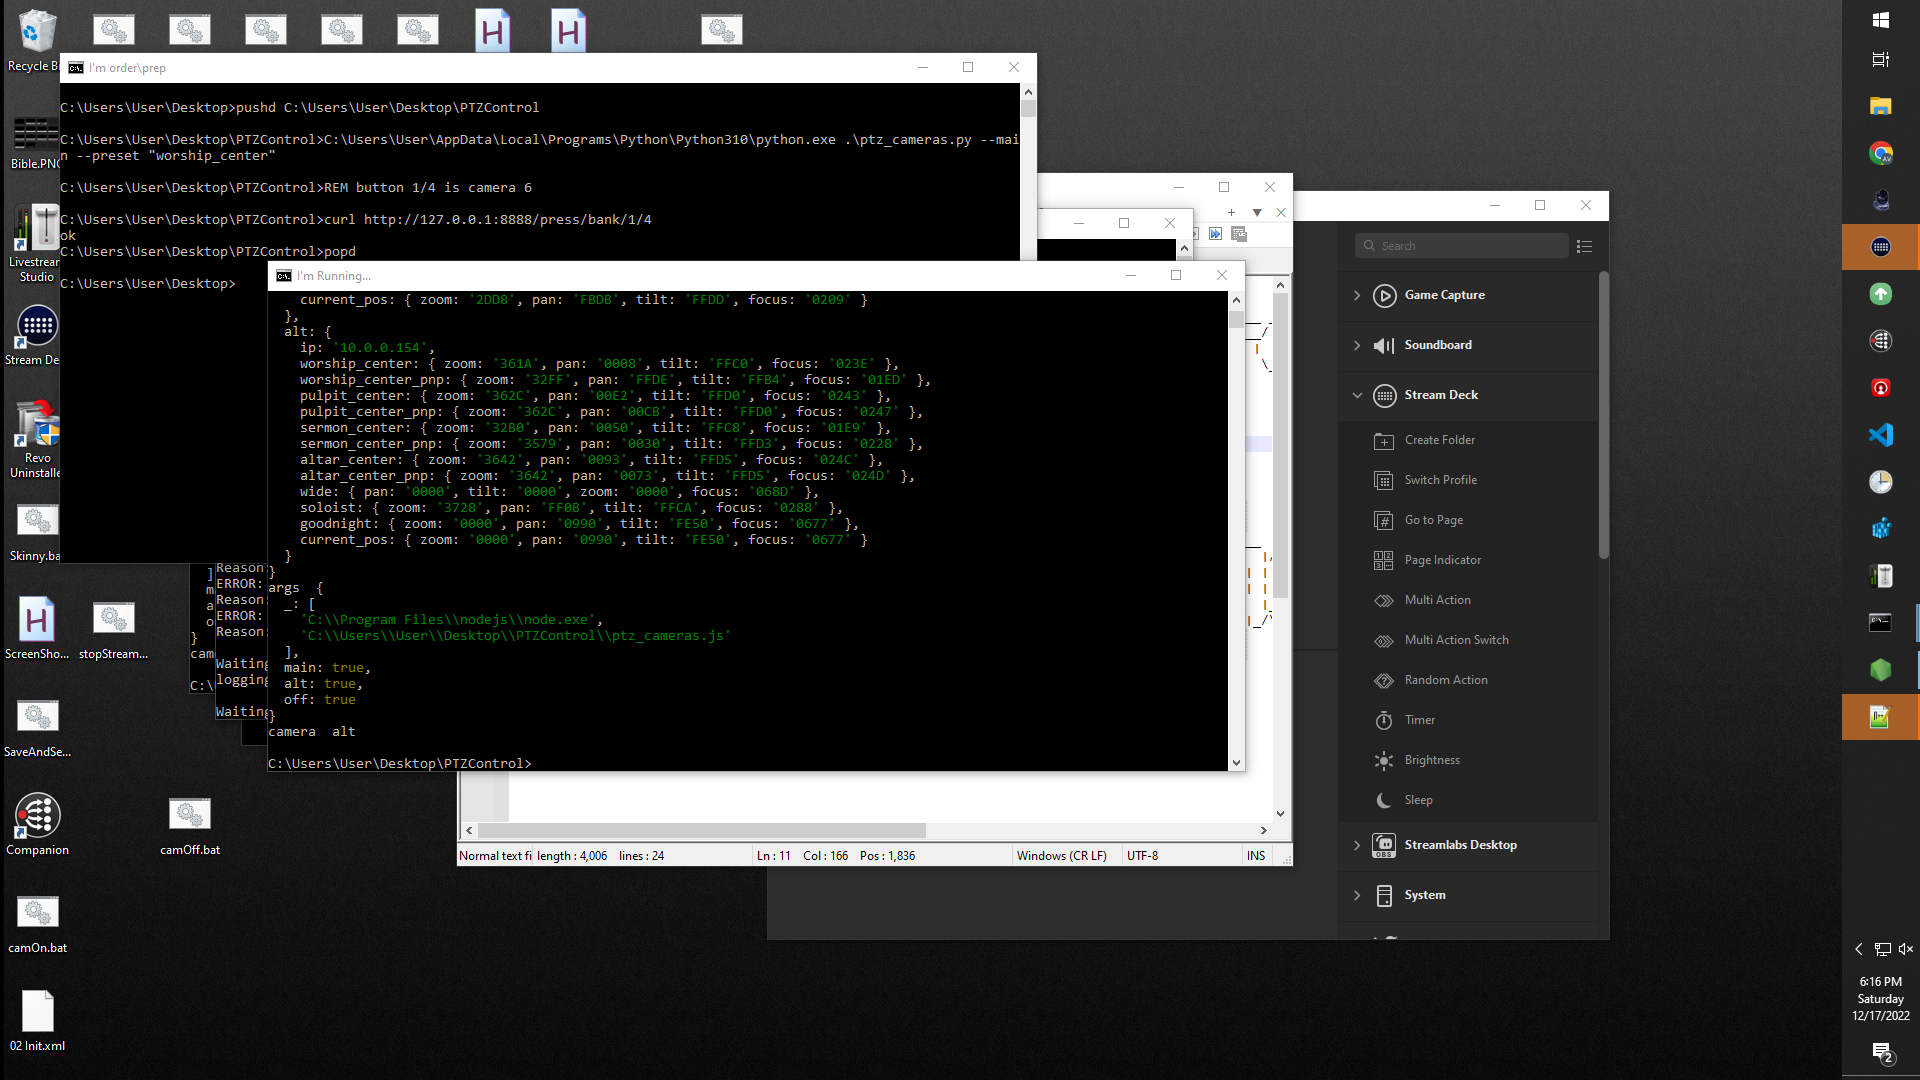 Recycle Bi
I'm order\prep
C:\Users\User\Desktop>pushd C:\Users\User\Desktop\PTZControl
C:\Users\User\Desktop\PTZControl>C:\Users\User\AppData\Local\Programs\Python\Python310\python.exe .\ptz_cameras.py --mai
n --preset "worship_center"
C:\Users\User\Desktop\PTZControl>REM button 1/4 is camera 6
C:\Users\User\Desktop\PTZControl>curl http://127.0.0.1:8888/press/bank/1/4
ok
C:\Users\User\Desktop\PTZControl>popd
C:\Users\User\Desktop>
I'm Running...
current_pos: { zoom: '2DD8', pan: 'FBDB', tilt: 'FFDD', focus: '0209' }
},
alt: {
ip: '10.0.0.154',
worship_center: { zoom: '361A', pan: '0008', tilt: 'FFC0', focus: '023E' },
worship_center_pnp: { zoom: '32FF', pan: 'FFDE', tilt: 'FFB4', focus: '01ED' },
pulpit_center: { zoom: '362C', pan: '00E2', tilt: 'FFD0', focus: '0243' },
pulpit_center_pnp: { zoom: '362C', pan: '00CB', tilt: 'FFD0', focus: '0247' },
sermon_center: { zoom: '32B0', pan: '0050', tilt: 'FFC8', focus: '01E9' },
sermon_center_pnp: { zoom: '3579', pan: '0030', tilt: 'FFD3', focus: '0228' },
altar_center: { zoom: '3642', pan: '0093', tilt: 'FFD5', focus: '024C' },
altar_center_pnp: { zoom: '3642', pan: '0073', tilt: 'FFD5', focus: '024D' },
wide: { pan: '0000', tilt: '0000', zoom: '0000', focus: '068D' },
soloist: { zoom: '3728', pan: 'FF0B', tilt: 'FFCA', focus: '0288' },
goodnight: { zoom: '0000', pan: '0990', tilt: 'FE50', focus: '0677' },
current_pos: { zoom: '0000', pan: '0990', tilt: 'FE50', focus: '0677' }
}
}
args  {
_: [
'C:\\Program Files\\nodejs\\node.exe',
'C:\\Users\\User\\Desktop\\PTZControl\\ptz_cameras.js'
],
main: true,
alt: true,
off: true
}
camera  alt
C:\Users\User\Desktop\PTZControl>
]
m
a
o
}
cam
C:\
Reason:
ERROR:
Reason:
ERROR:
Reason:
Waiting
logging
Waiting
Bible.PNG
Livestream
Studio
Stream De
Revo
Uninstalle
Skinny.ba
ScreenSho...
stopStream...
SaveAndSe...
Companion
camOff.bat
camOn.bat
02 Init.xml
Normal text fi
length : 4,006
lines : 24
Ln : 11
Col : 166
Pos : 1,836
Windows (CR LF)
UTF-8
INS
Search
Game Capture
Soundboard
Stream Deck
Create Folder
Switch Profile
Go to Page
Page Indicator
Multi Action
Multi Action Switch
Random Action
Timer
Brightness
Sleep
OBS
Streamlabs Desktop
System
AV
6:16 PM
Saturday
12/17/2022
2